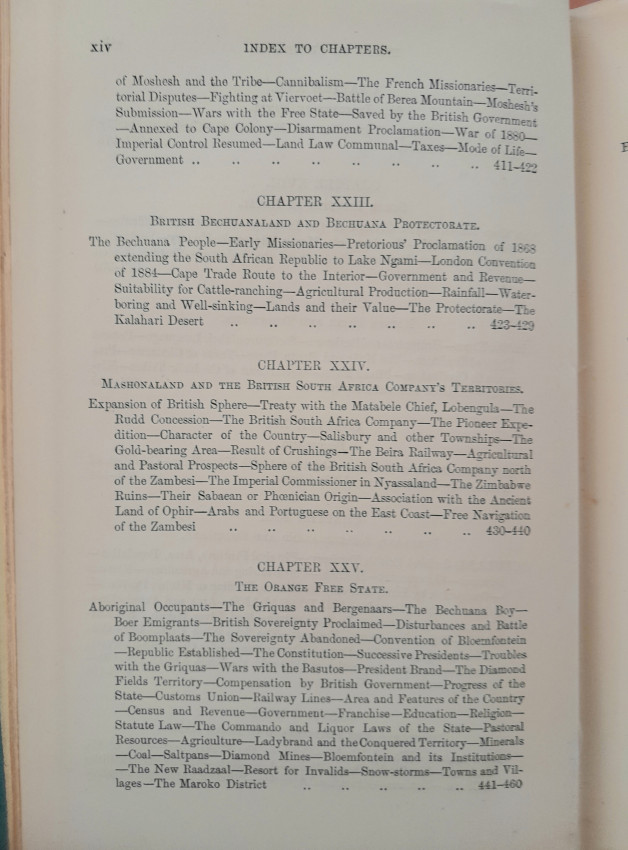 xiv INDEX TO CHAPTERS.
of Moshesh and the Tribe—Cannibalism—The French Missionaries—Terri-
torial Disputes—Fighting at Viervoet—Battle of Berea Mountain—Moshesh's
Submission—Wars with the Free State—Saved by the British Government
—Annexed to Cape Colony—Disarmament Proclamation—War of 1880—
Imperial Control Resumed—Land Law Communal—Taxes—Mode of Life—
Government .. .. .. .. .. .. .. .. 411–422
CHAPTER XXIII.
British Bechuanaland and Bechuana Protectorate.
The Bechuana People—Early Missionaries—Pretorious' Proclamation of 1868
extending the South African Republic to Lake Ngami—London Convention
of 1884—Cape Trade Route to the Interior—Government and Revenue—
Suitability for Cattle-ranching—Agricultural Production—Rainfall—Water-
boring and Well-sinking—Lands and their Value—The Protectorate—The
Kalahari Desert .. .. .. .. .. .. .. 423–429
CHAPTER XXIV.
Mashonaland and the British South Africa Company's Territories.
Expansion of British Sphere—Treaty with the Matabele Chief, Lobengula—The
Rudd Concession—The British South Africa Company—The Pioneer Expe-
dition—Character of the Country—Salisbury and other Townships—The
Gold-bearing Area—Result of Crushings—The Beira Railway—Agricultural
and Pastoral Prospects—Sphere of the British South Africa Company north
of the Zambesi—The Imperial Commissioner in Nyassaland—The Zimbabwe
Ruins—Their Sabaean or Phœnician Origin—Association with the Ancient
Land of Ophir—Arabs and Portuguese on the East Coast—Free Navigation
of the Zambesi .. .. .. .. .. .. .. 430–440
CHAPTER XXV.
The Orange Free State.
Aboriginal Occupants—The Griquas and Bergenaars—The Bechuana Boy—
Boer Emigrants—British Sovereignty Proclaimed—Disturbances and Battle
of Boomplaats—The Sovereignty Abandoned—Convention of Bloemfontein
—Republic Established—The Constitution—Successive Presidents—Troubles
with the Griquas—Wars with the Basutos—President Brand—The Diamond
Fields Territory—Compensation by British Government—Progress of the
State—Customs Union—Railway Lines—Area and Features of the Country
—Census and Revenue—Government—Franchise—Education—Religion—
Statute Law—The Commando and Liquor Laws of the State—Pastoral
Resources—Agriculture—Ladybrand and the Conquered Territory—Minerals
—Coal—Saltpans—Diamond Mines—Bloemfontein and its Institutions—
—The New Raadzaal—Resort for Invalids—Snow-storms—Towns and Vil-
lages—The Maroko District .. .. .. .. .. 441–460